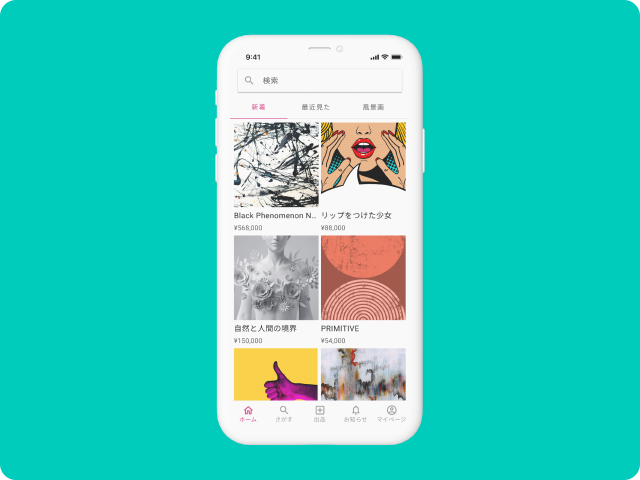 9:41
検索
新着 最近見た 風景画
Black Phenomenon N.. リップをつけた少女
¥568,000 ¥88,000
自然と人間の境界 PRIMITIVE
¥150,000 ¥54,000
ホーム さがす 出品 お知らせ マイページ